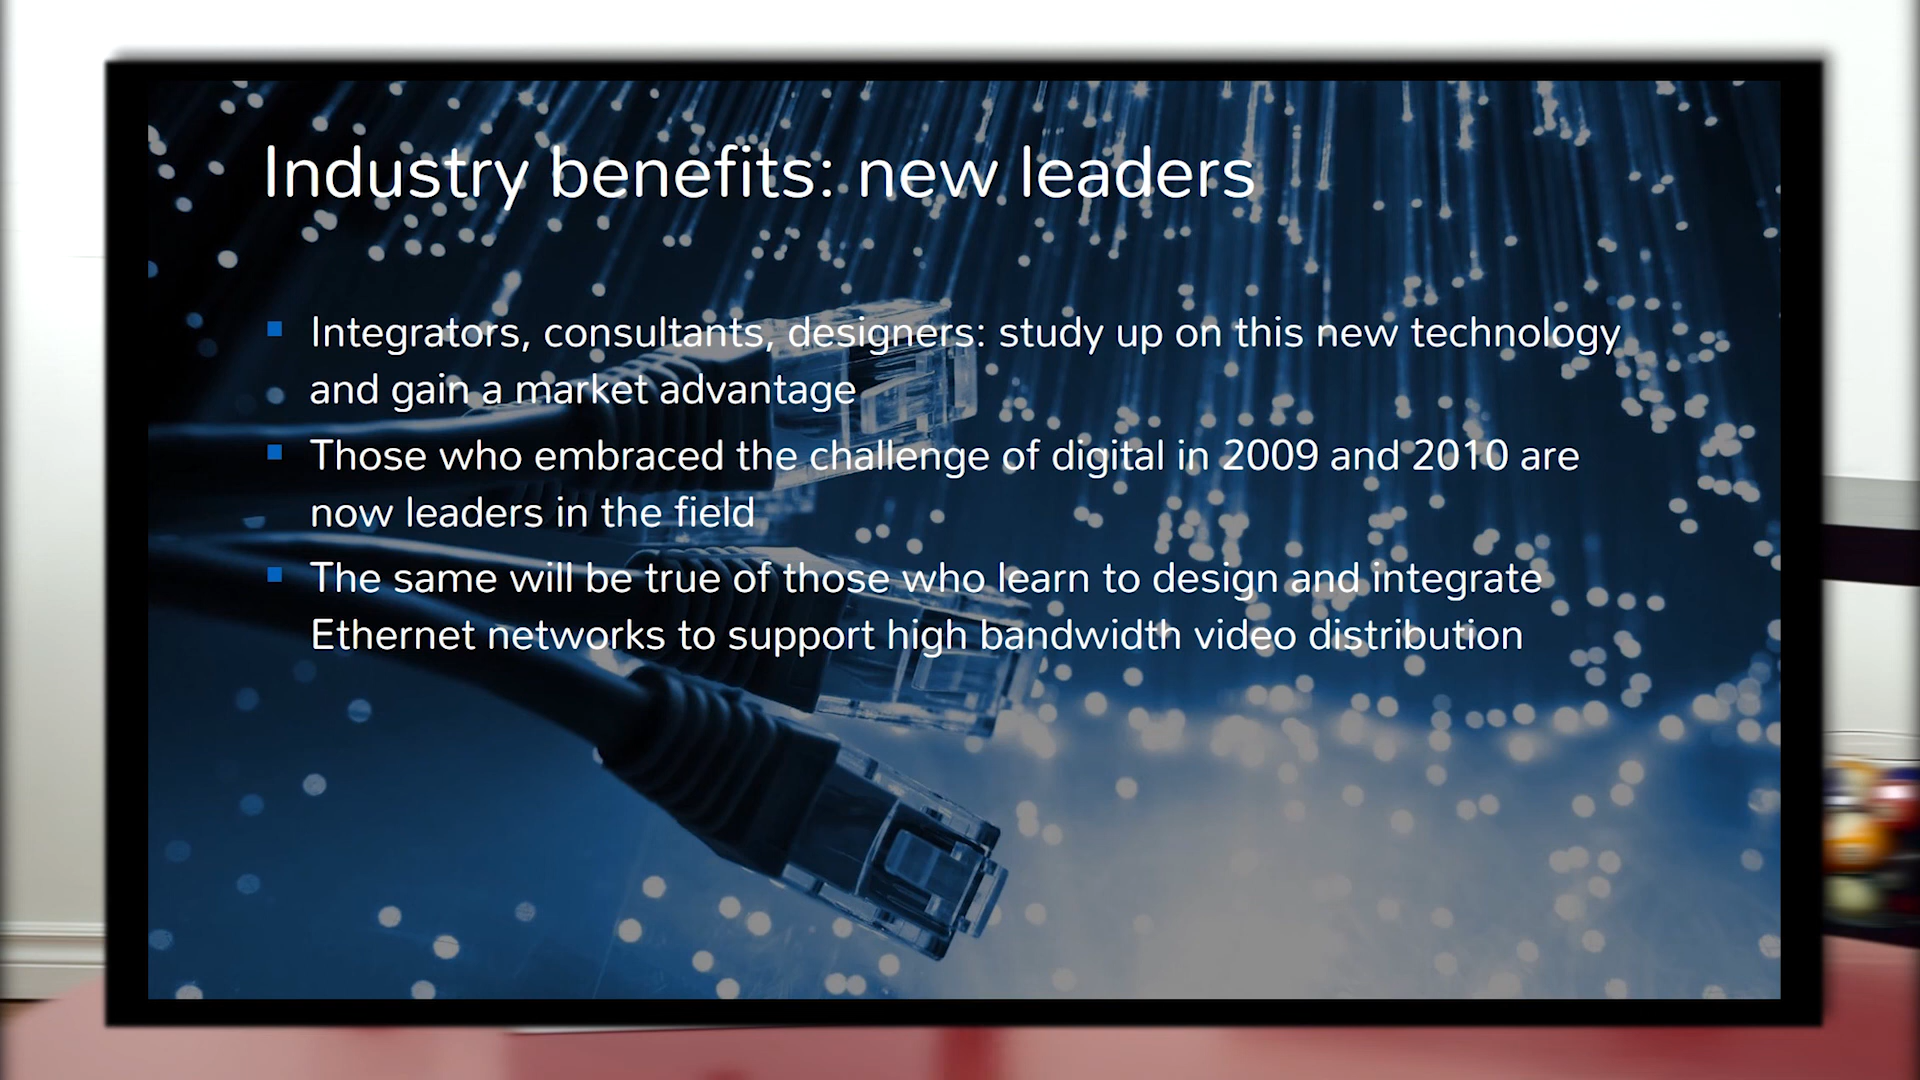 Industry benefits: new leaders
Integrators, consultants, designers: study up on this new technology
and gain a market advantage
Those who embraced the challenge of digital in 2009 and 2010 are
now leaders in the field
The same will be true of those who learn to design and integrate
Ethernet networks to support high bandwidth video distribution